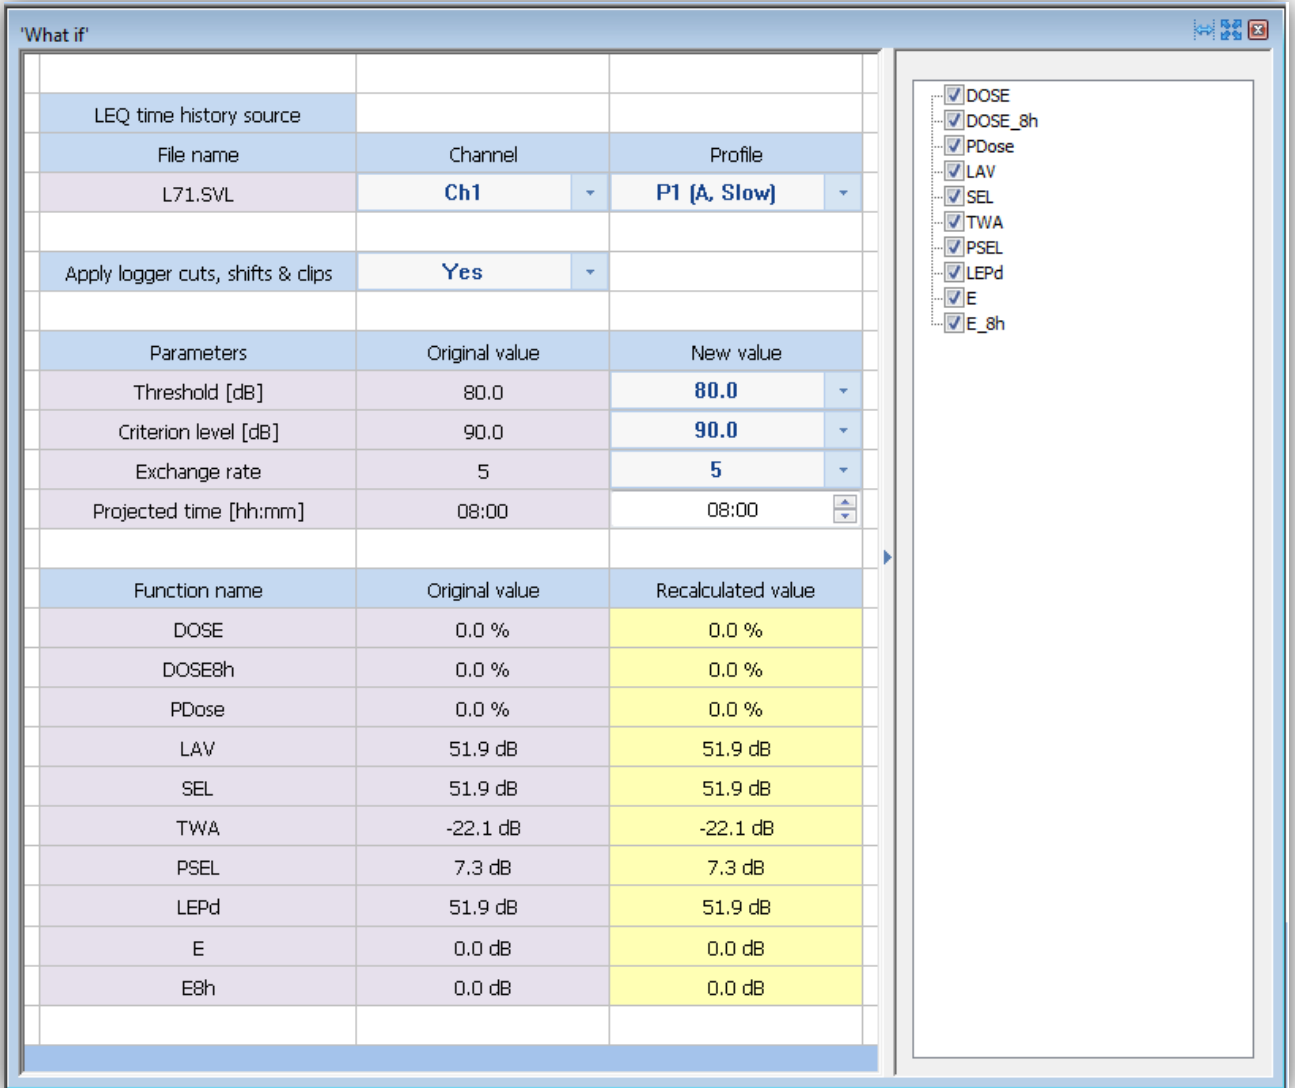 'What if'
LEQ time history source
File name Channel Profile
L71.SVL Ch1 P1 (A, Slow)
Apply logger cuts, shifts & clips Yes
Parameters Original value New value
Threshold [dB] 80.0 80.0
Criterion level [dB] 90.0 90.0
Exchange rate 5 5
Projected time [hh:mm] 08:00 08:00
Function name Original value Recalculated value
DOSE 0.0 % 0.0 %
DOSE8h 0.0 % 0.0 %
PDose 0.0 % 0.0 %
LAV 51.9 dB 51.9 dB
SEL 51.9 dB 51.9 dB
TWA -22.1 dB -22.1 dB
PSEL 7.3 dB 7.3 dB
LEPd 51.9 dB 51.9 dB
E 0.0 dB 0.0 dB
E8h 0.0 dB 0.0 dB
DOSE
DOSE_8h
PDose
LAV
SEL
TWA
PSEL
LEPd
E
E_8h